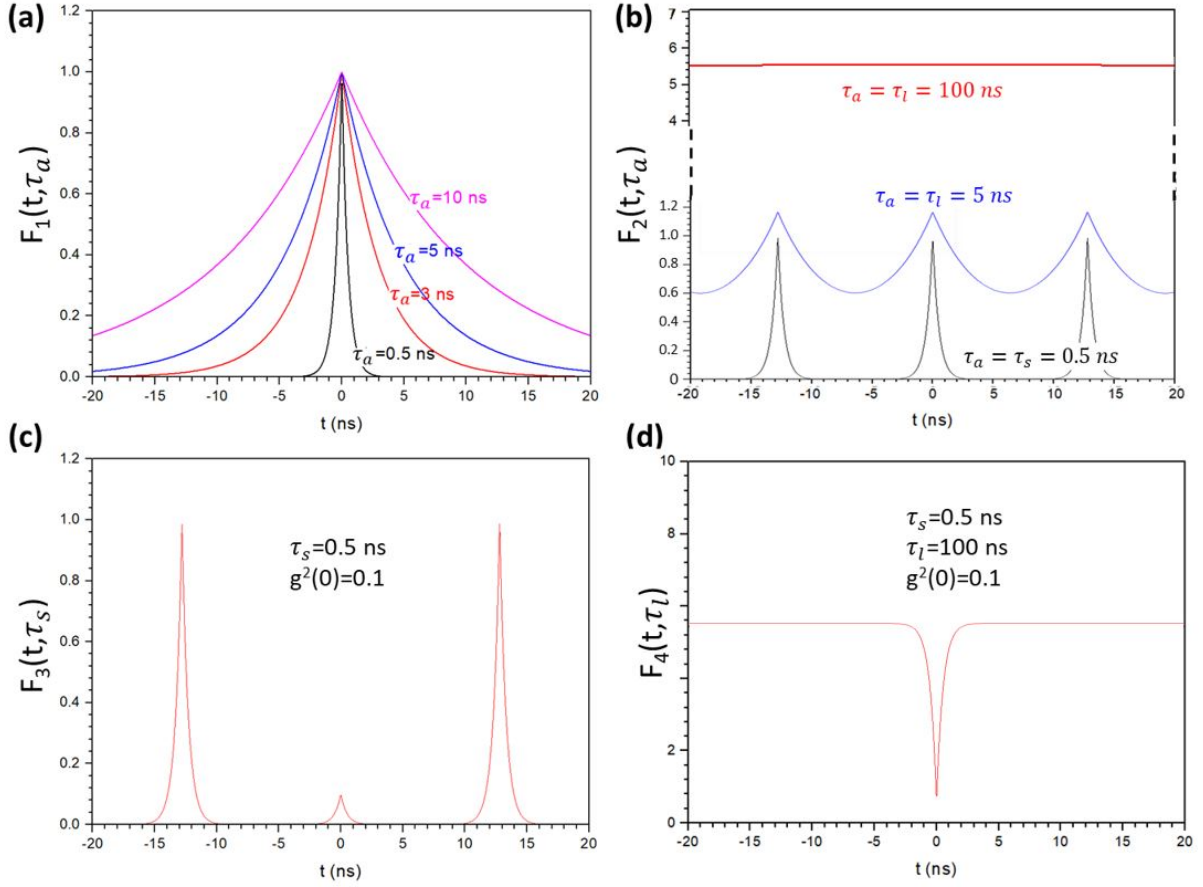 (a)
1.2
1.0
0.8
0.6
0.4
0.2
0.0
F₁(t,τₐ)
τₐ=10 ns
τₐ=5 ns
τₐ=3 ns
τₐ=0.5 ns
-20 -15 -10 -5 0 5 10 15 20
t (ns)
(b)
7
6
5
4
1.2
1.0
0.8
0.6
0.4
0.2
0
F₂(t,τₐ)
τₐ = τₗ = 100 ns
τₐ = τₗ = 5 ns
τₐ = τₛ = 0.5 ns
-20 -15 -10 -5 0 5 10 15 20
t (ns)
(c)
1.2
1.0
0.8
0.6
0.4
0.2
0.0
F₃(t,τₛ)
τₛ=0.5 ns
g²(0)=0.1
-20 -15 -10 -5 0 5 10 15 20
t (ns)
(d)
10
8
2
0
F₄(t,τₗ)
τₛ=0.5 ns
τₗ=100 ns
g²(0)=0.1
-20 -15 -10 -5 0 5 10 15 20
t (ns)